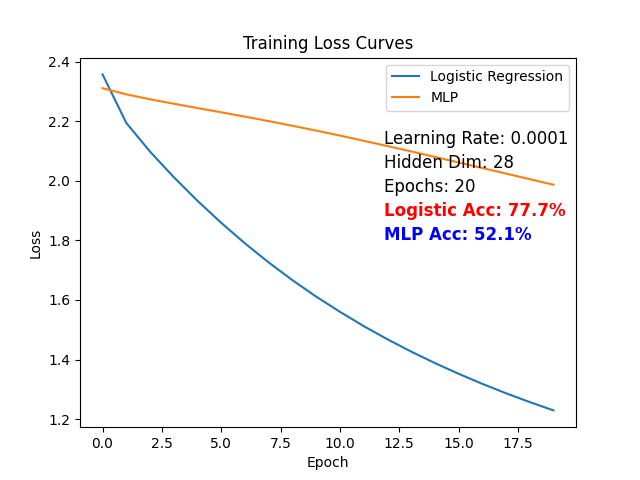 Training Loss Curves
Logistic Regression
MLP
Learning Rate: 0.0001
Hidden Dim: 28
Epochs: 20
Logistic Acc: 77.7%
MLP Acc: 52.1%
Loss
2.4
2.2
2.0
1.8
1.6
1.4
1.2
0.0 2.5 5.0 7.5 10.0 12.5 15.0 17.5
Epoch